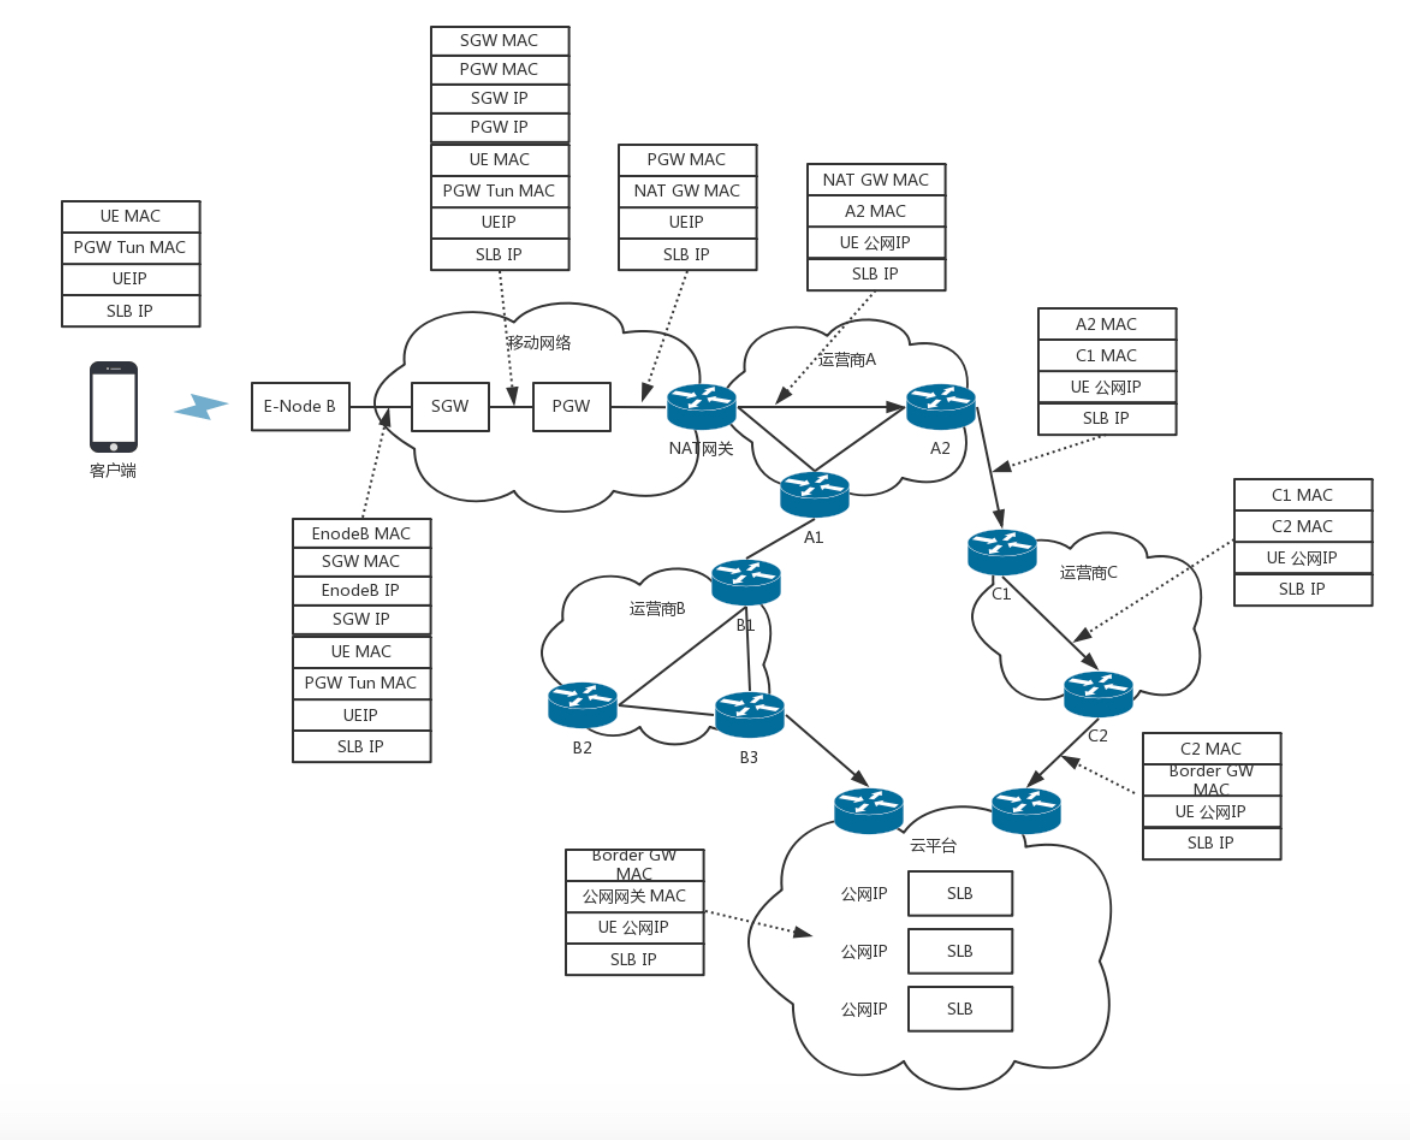 SGW MAC
PGW MAC
SGW IP
PGW IP
UE MAC
PGW Tun MAC
UEIP
SLB IP
PGW MAC
NAT GW MAC
UEIP
SLB IP
NAT GW MAC
A2 MAC
UE 公网IP
SLB IP
UE MAC
PGW Tun MAC
UEIP
SLB IP
A2 MAC
C1 MAC
UE 公网IP
SLB IP
移动网络
运营商A
E-Node B
SGW
PGW
NAT网关
A2
客户端
A1
EnodeB MAC
SGW MAC
EnodeB IP
SGW IP
UE MAC
PGW Tun MAC
UEIP
SLB IP
C1 MAC
C2 MAC
UE 公网IP
SLB IP
运营商C
C1
运营商B
B1
B2
B3
C2
C2 MAC
Border GW
MAC
UE 公网IP
SLB IP
Border GW
MAC
公网网关 MAC
UE 公网IP
SLB IP
云平台
公网IP
SLB
公网IP
SLB
公网IP
SLB